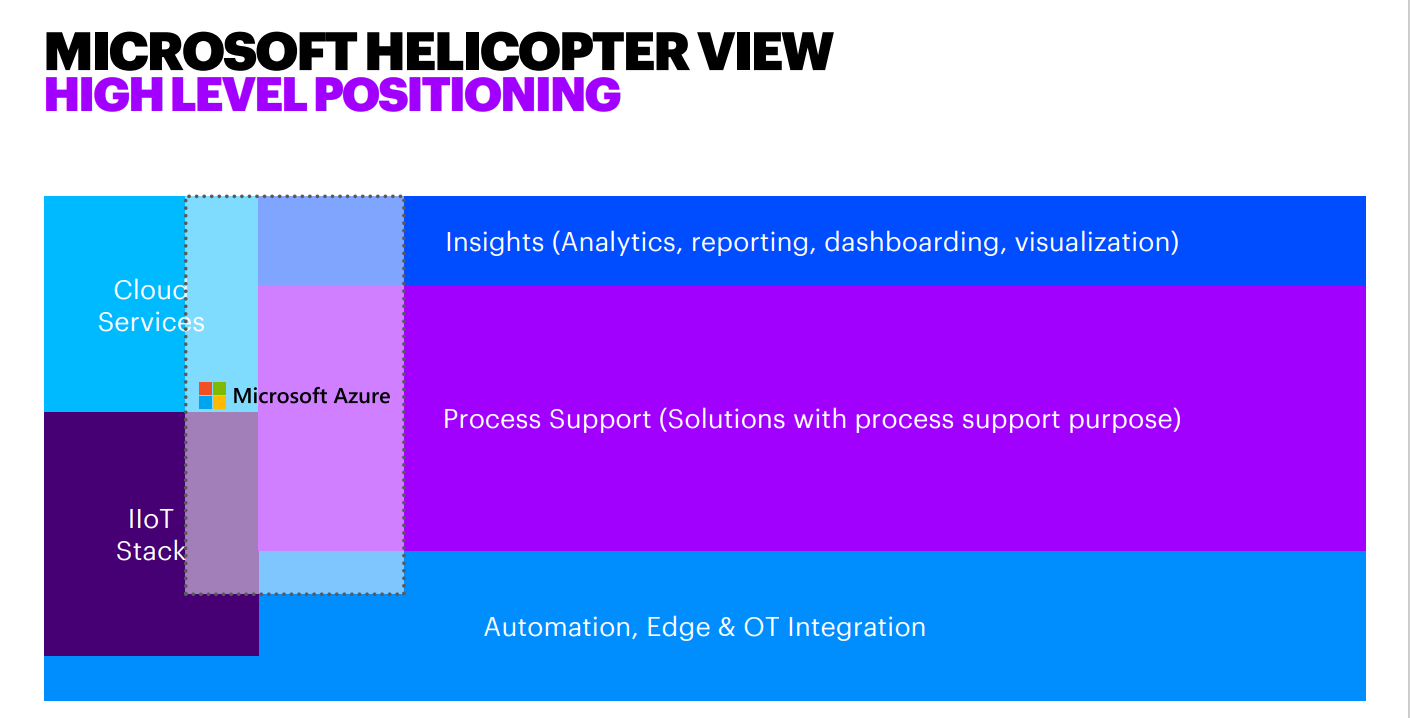 MICROSOFT HELICOPTER VIEW
HIGH LEVEL POSITIONING
Insights (Analytics, reporting, dashboarding, visualization)
Cloud
Services
Microsoft Azure
Process Support (Solutions with process support purpose)
IIoT
Stack
Automation, Edge & OT Integration